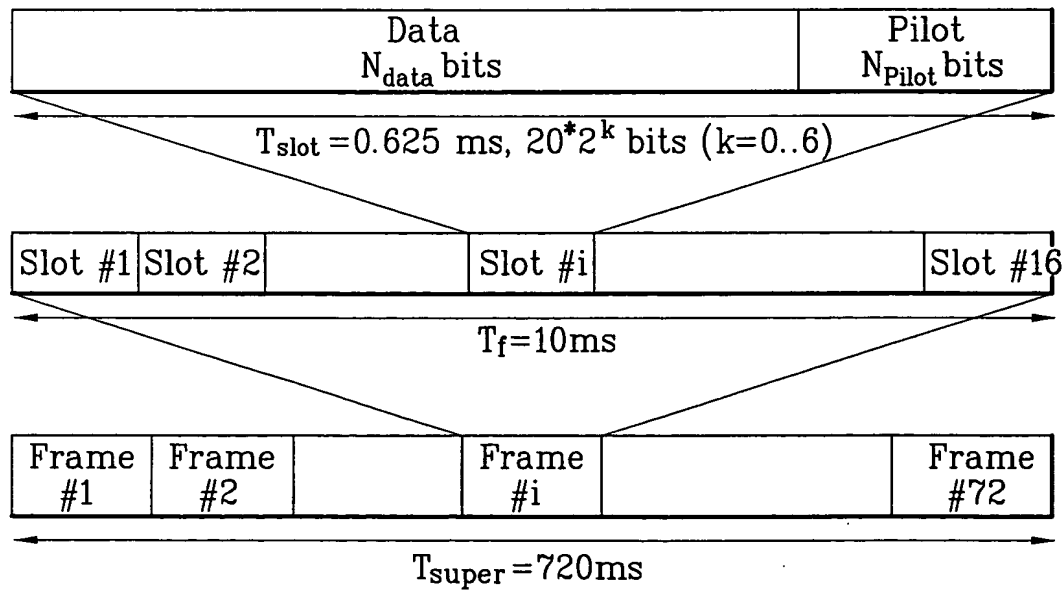 Data Pilot
N_data bits N_Pilot bits
T_slot=0.625 ms, 20*2^k bits (k=0..6)
Slot #1 Slot #2 Slot #i Slot #16
T_f=10ms
Frame Frame Frame Frame
#1 #2 #i #72
T_super=720ms